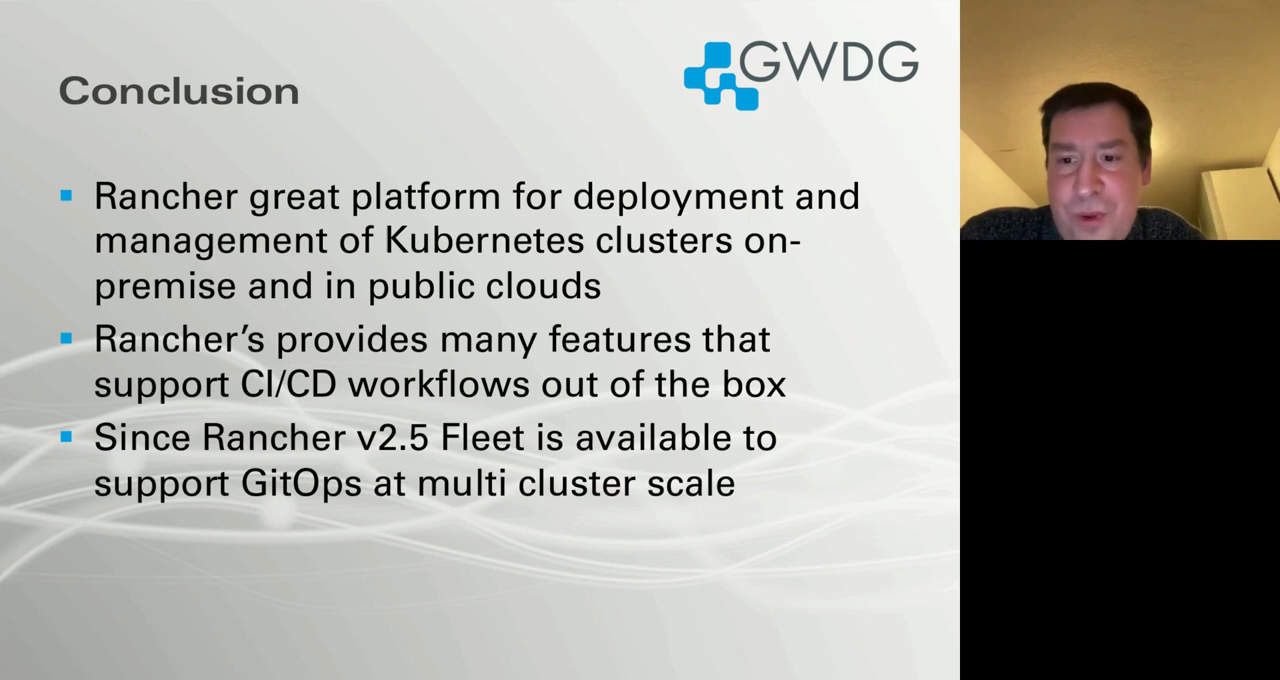 GWDG
Conclusion
Rancher great platform for deployment and
management of Kubernetes clusters on-
premise and in public clouds
Rancher’s provides many features that
support CI/CD workflows out of the box
Since Rancher v2.5 Fleet is available to
support GitOps at multi cluster scale